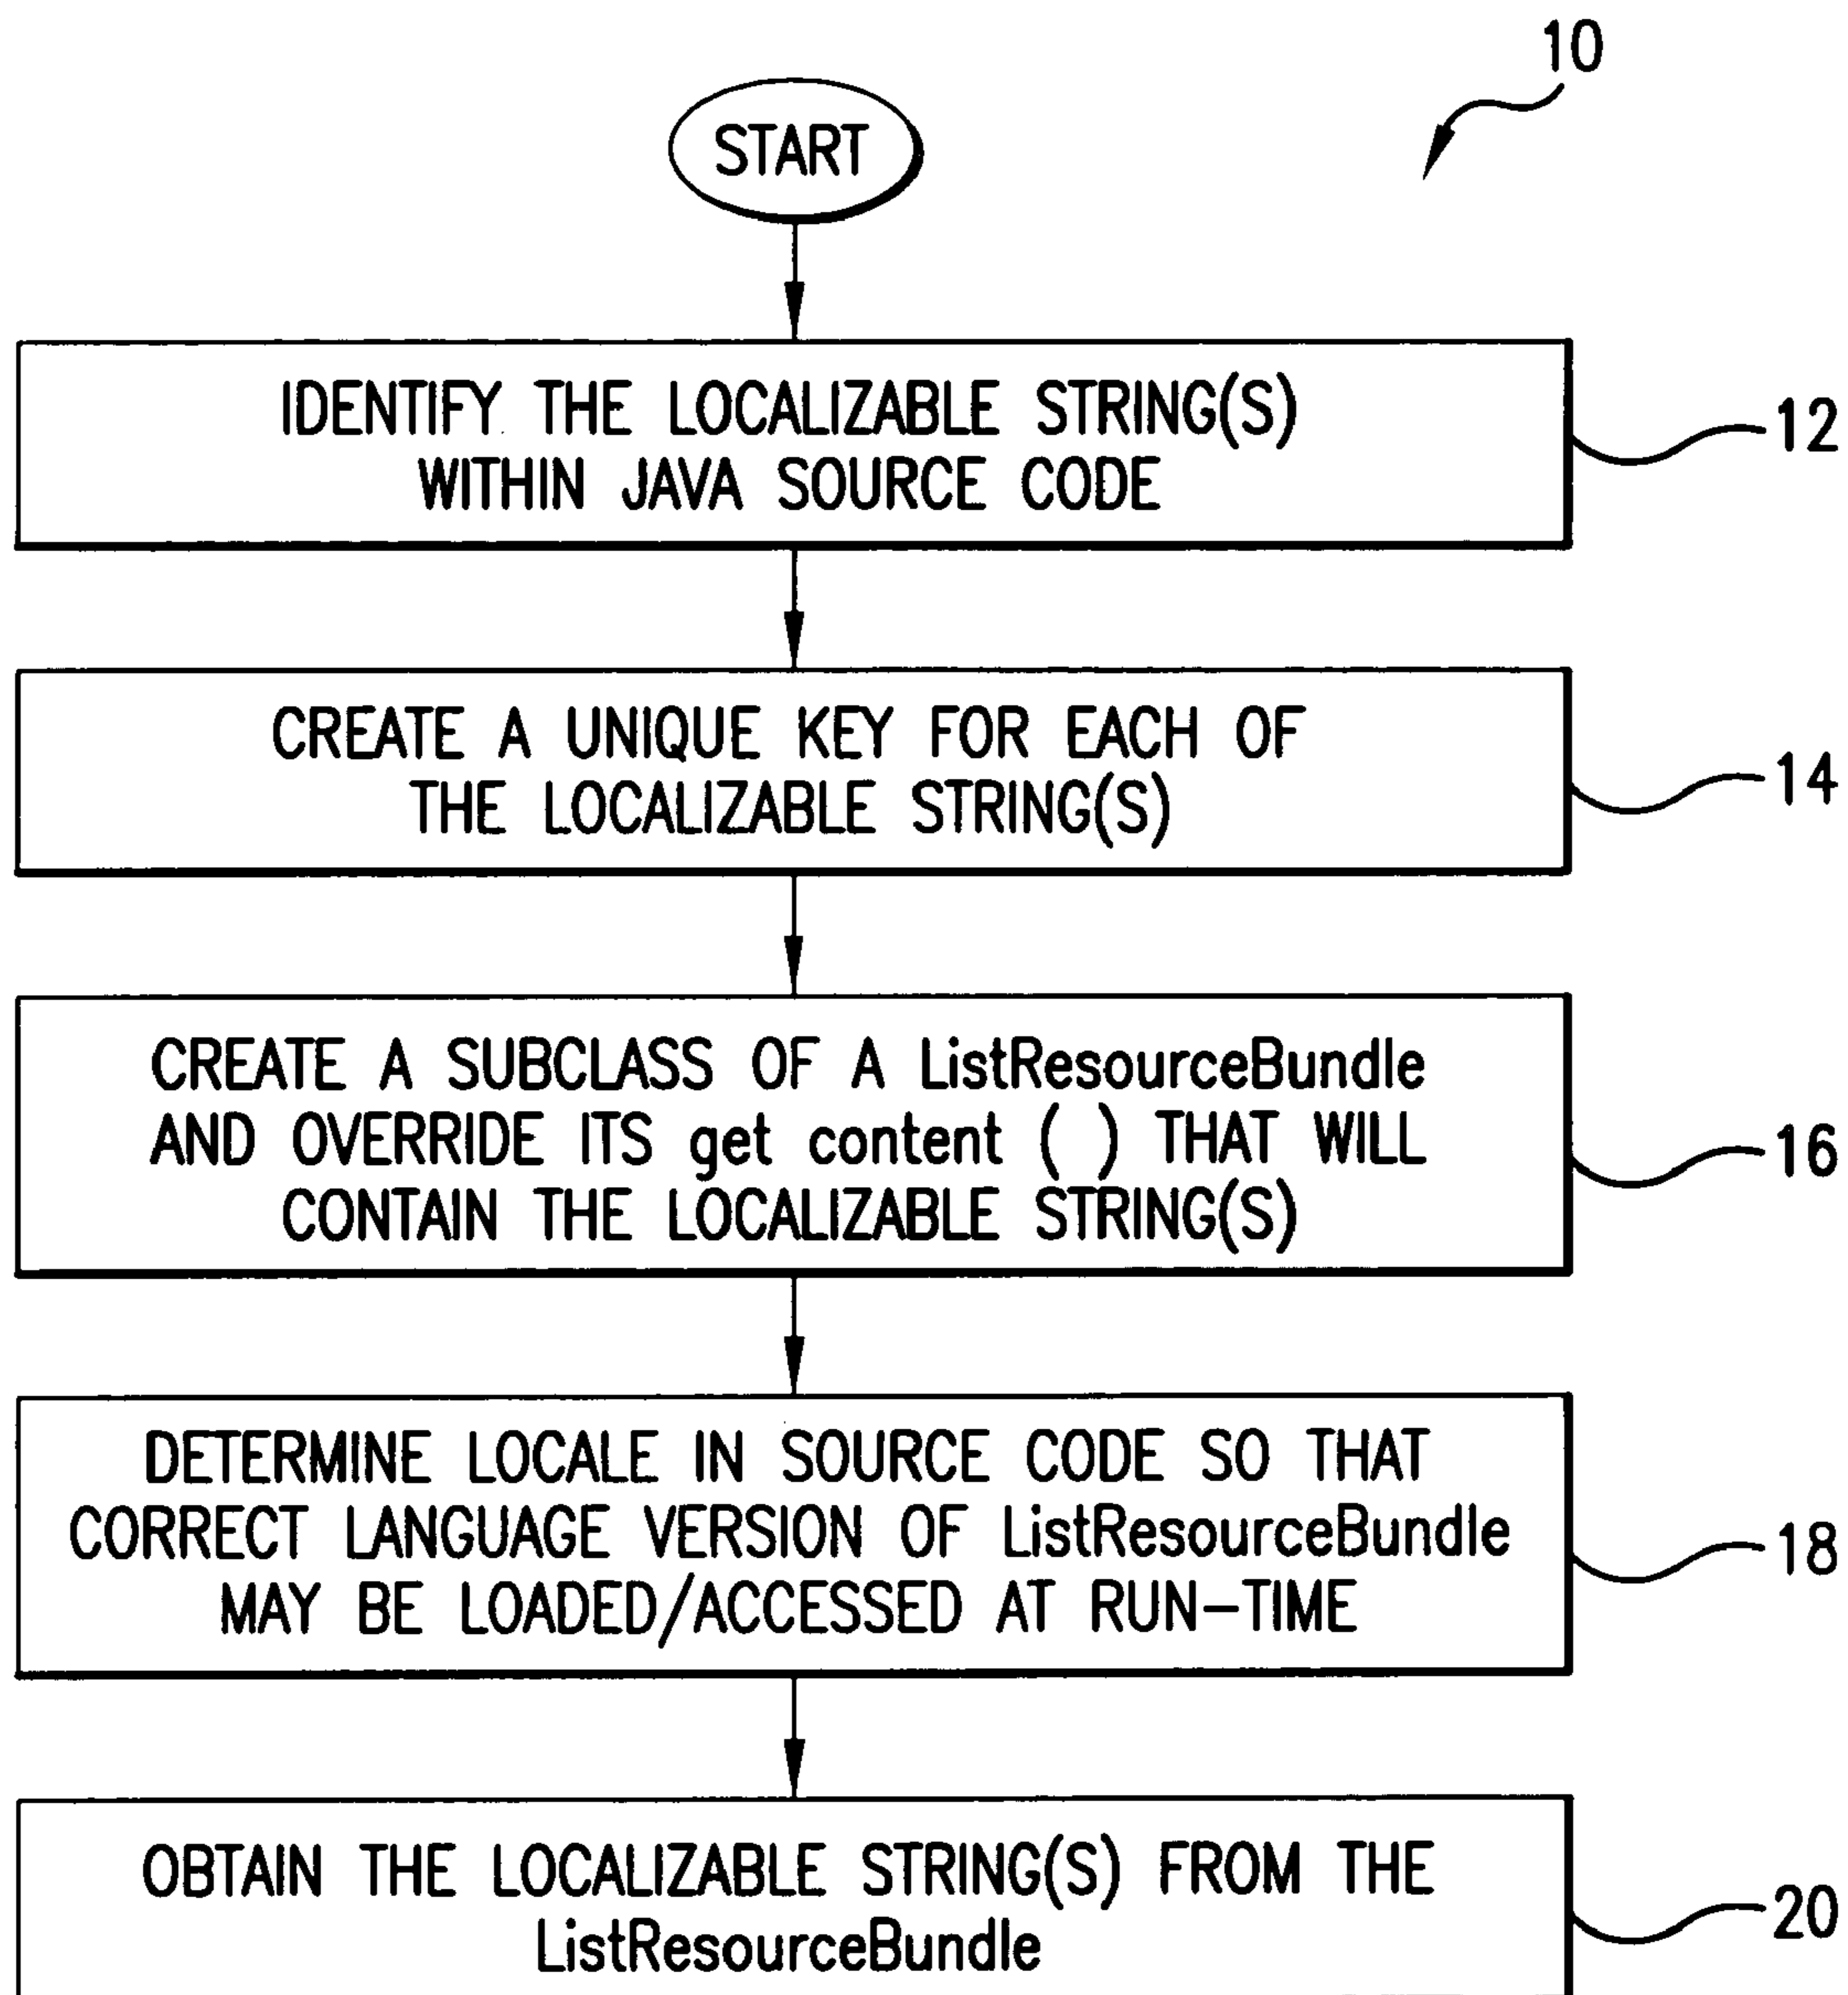 10
START
IDENTIFY THE LOCALIZABLE STRING(S)
WITHIN JAVA SOURCE CODE
12
CREATE A UNIQUE KEY FOR EACH OF
THE LOCALIZABLE STRING(S)
14
CREATE A SUBCLASS OF A ListResourceBundle
AND OVERRIDE ITS get content ( ) THAT WILL
CONTAIN THE LOCALIZABLE STRING(S)
16
DETERMINE LOCALE IN SOURCE CODE SO THAT
CORRECT LANGUAGE VERSION OF ListResourceBundle
MAY BE LOADED/ACCESSED AT RUN-TIME
18
OBTAIN THE LOCALIZABLE STRING(S) FROM THE
ListResourceBundle
20